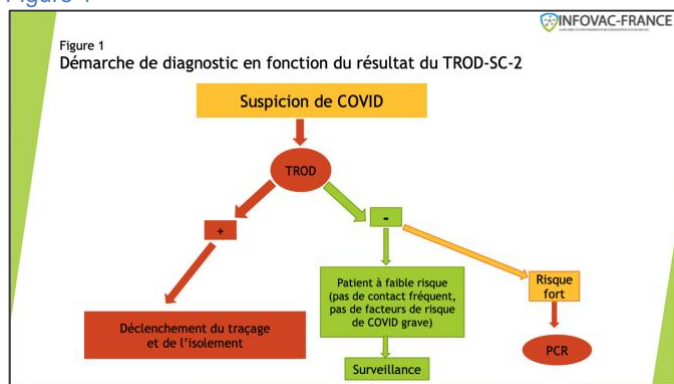 INFOVAC-FRANCE
Figure 1
Démarche de diagnostic en fonction du résultat du TROD-SC-2
Suspicion de COVID
TROD
+
-
Patient à faible risque
(pas de contact fréquent,
pas de facteurs de risque
de COVID grave)
Risque
fort
Déclenchement du traçage
et de l'isolement
PCR
Surveillance